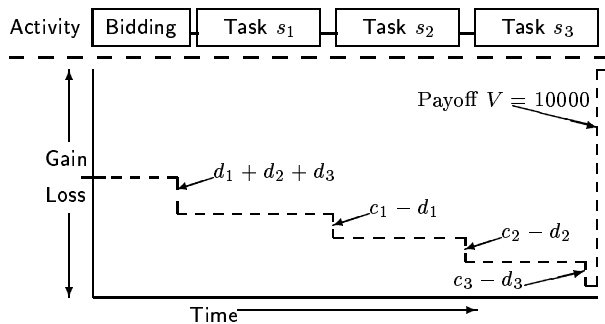 Activity Bidding Task s₁ Task s₂ Task s₃
Payoff V = 10000
Gain
Loss
d₁ + d₂ + d₃
c₁ − d₁
c₂ − d₂
c₃ − d₃
Time